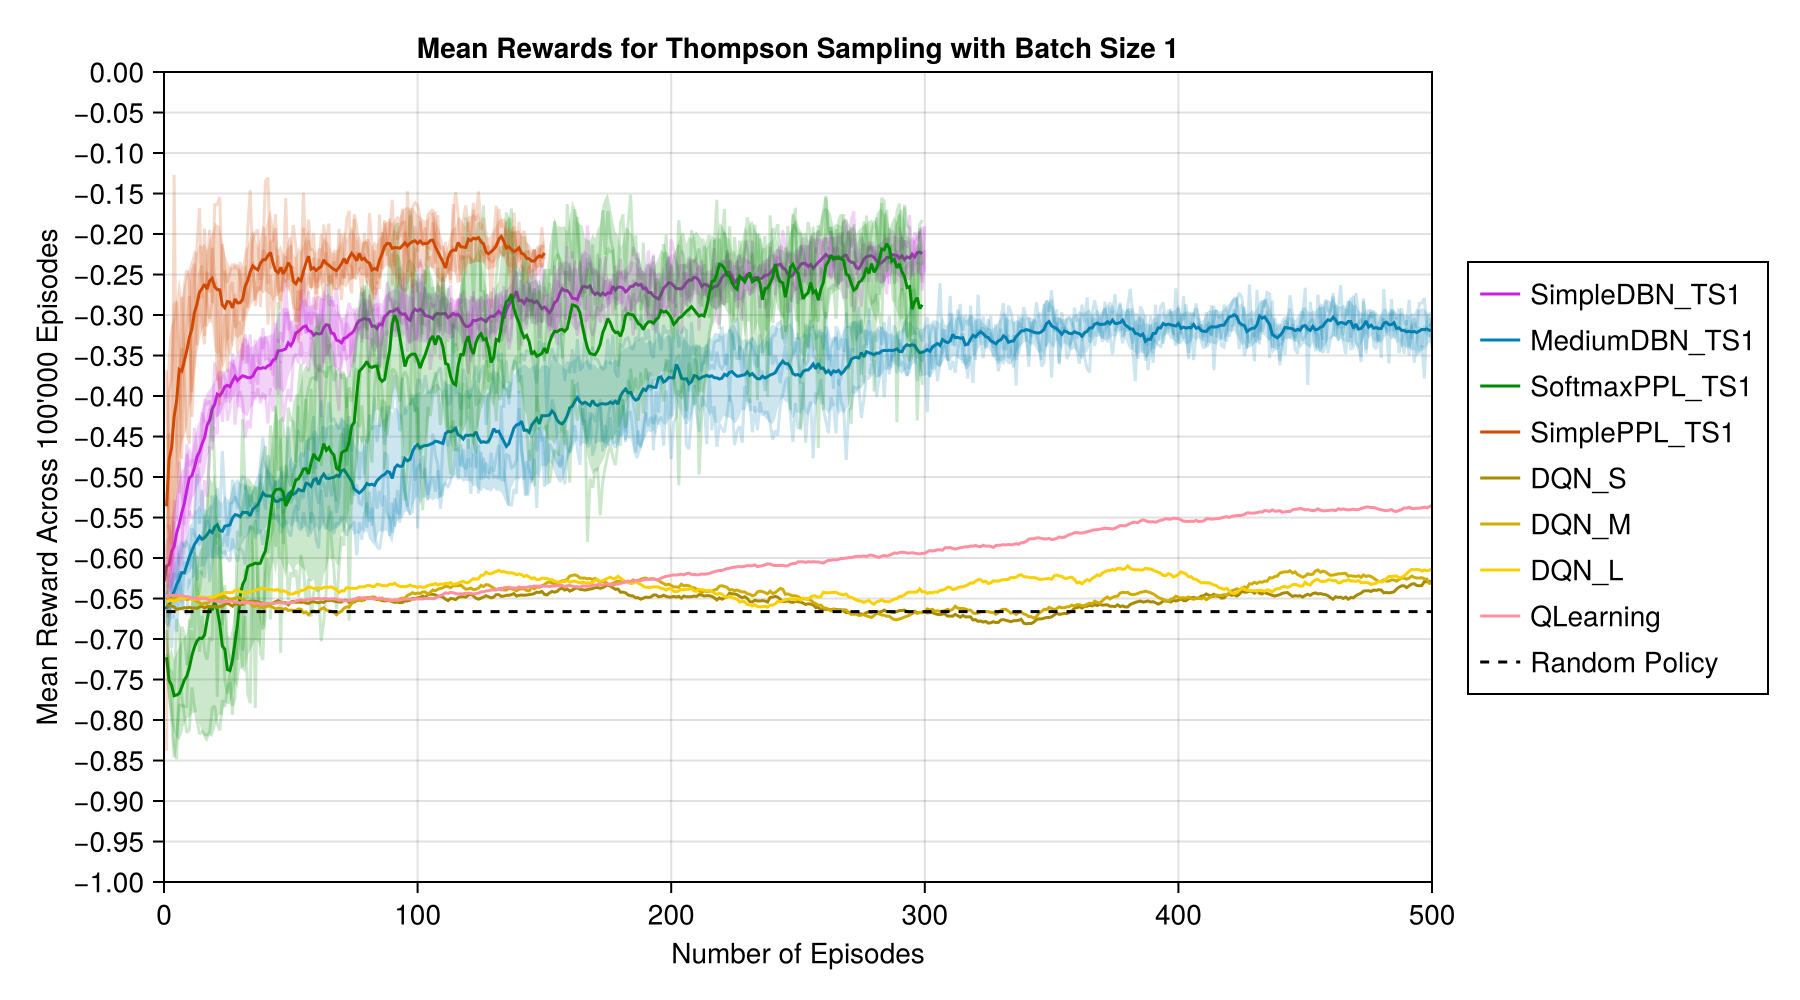 Mean Rewards for Thompson Sampling with Batch Size 1
0.00
−0.05
−0.10
−0.15
−0.20
−0.25
−0.30
−0.35
−0.40
−0.45
−0.50
−0.55
−0.60
−0.65
−0.70
−0.75
−0.80
−0.85
−0.90
−0.95
−1.00
Mean Reward Across 100'000 Episodes
0 100 200 300 400 500
Number of Episodes
SimpleDBN_TS1
MediumDBN_TS1
SoftmaxPPL_TS1
SimplePPL_TS1
DQN_S
DQN_M
DQN_L
QLearning
Random Policy